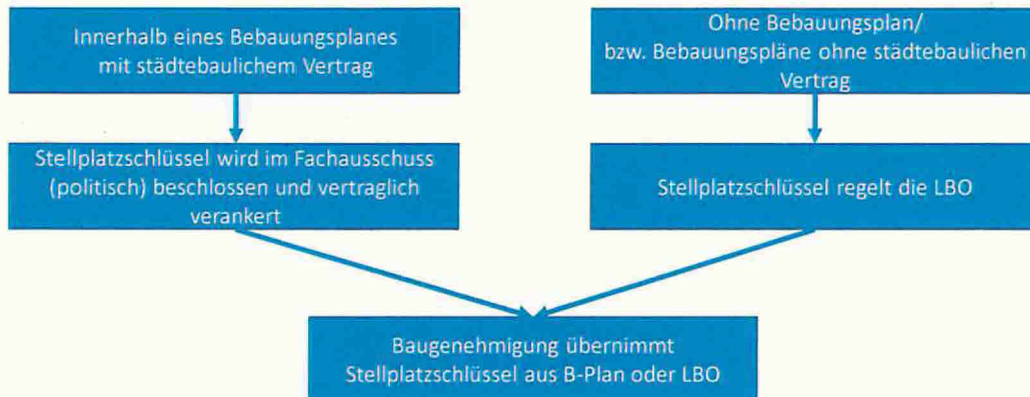 Innerhalb eines Bebauungsplanes
mit städtebaulichem Vertrag
Ohne Bebauungsplan/
bzw. Bebauungspläne ohne städtebaulichen
Vertrag
Stellplatzschlüssel wird im Fachausschuss
(politisch) beschlossen und vertraglich
verankert
Stellplatzschlüssel regelt die LBO
Baugenehmigung übernimmt
Stellplatzschlüssel aus B-Plan oder LBO